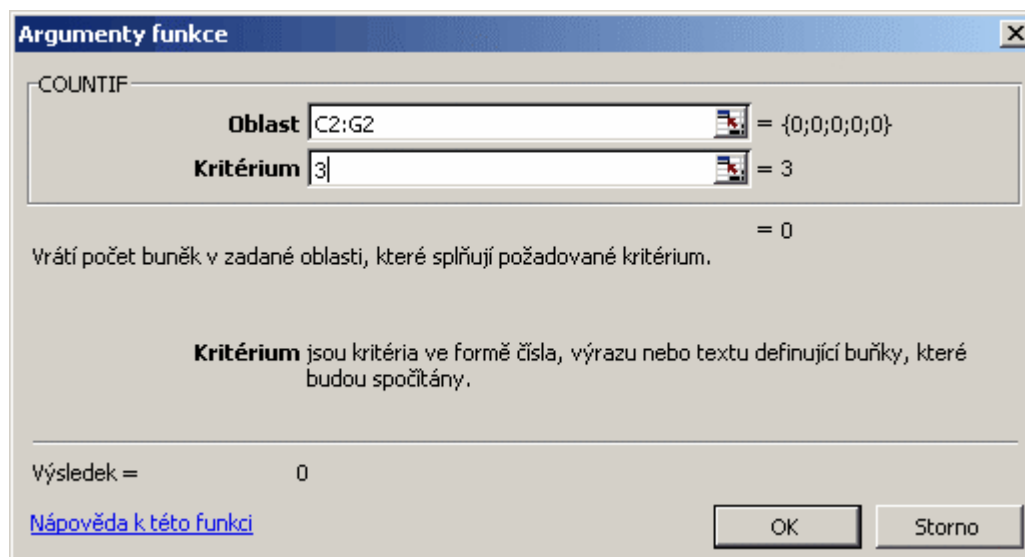 Argumenty funkce
COUNTIF
Oblast C2:G2 = {0;0;0;0;0}
Kritérium 3 = 3
= 0
Vrátí počet buněk v zadané oblasti, které splňují požadované kritérium.
Kritérium jsou kritéria ve formě čísla, výrazu nebo textu definující buňky, které
budou spočítány.
Výsledek = 0
Nápověda k této funkci OK Storno